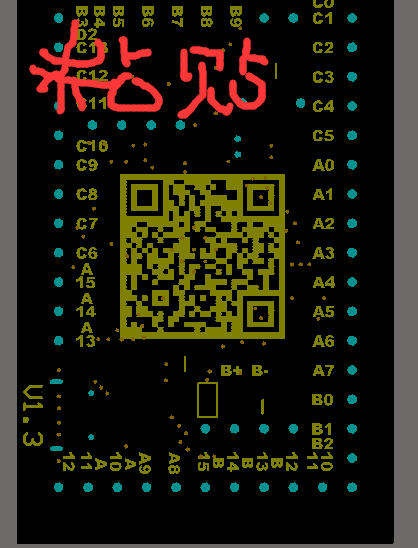 C0
B3 B4 B5 B6 B7 B8 B9 C1
C2
C13
粘贴
C12 C3
C11 C4
C5
C10
C9 A0
C8 A1
C7 A2
C6 A3
A
15 A4
A
14 A5
A
13 A6
B+ B- A7
B0
V1.3
B1
B2
12 11 A 10 A A9 A8 15 B 14 B 13 B 12 11 10